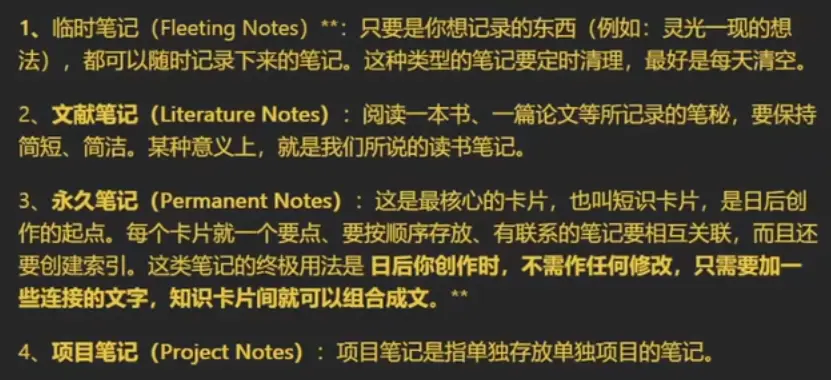 1、临时笔记（Fleeting Notes）**：只要是你想记录的东西（例如：灵光一现的想
法），都可以随时记录下来的笔记。这种类型的笔记要定时清理，最好是每天清空。
2、文献笔记（Literature Notes）：阅读一本书、一篇论文等所记录的笔秘，要保持
简短、简洁。某种意义上，就是我们所说的读书笔记。
3、永久笔记（Permanent Notes）：这是最核心的卡片，也叫短识卡片，是日后创
作的起点。每个卡片就一个要点、要按顺序存放、有联系的笔记要相互关联，而且还
要创建索引。这类笔记的终极用法是 日后你创作时，不需作任何修改，只需要加一
些连接的文字，知识卡片间就可以组合成文。**
4、项目笔记（Project Notes）：项目笔记是指单独存放单独项目的笔记。